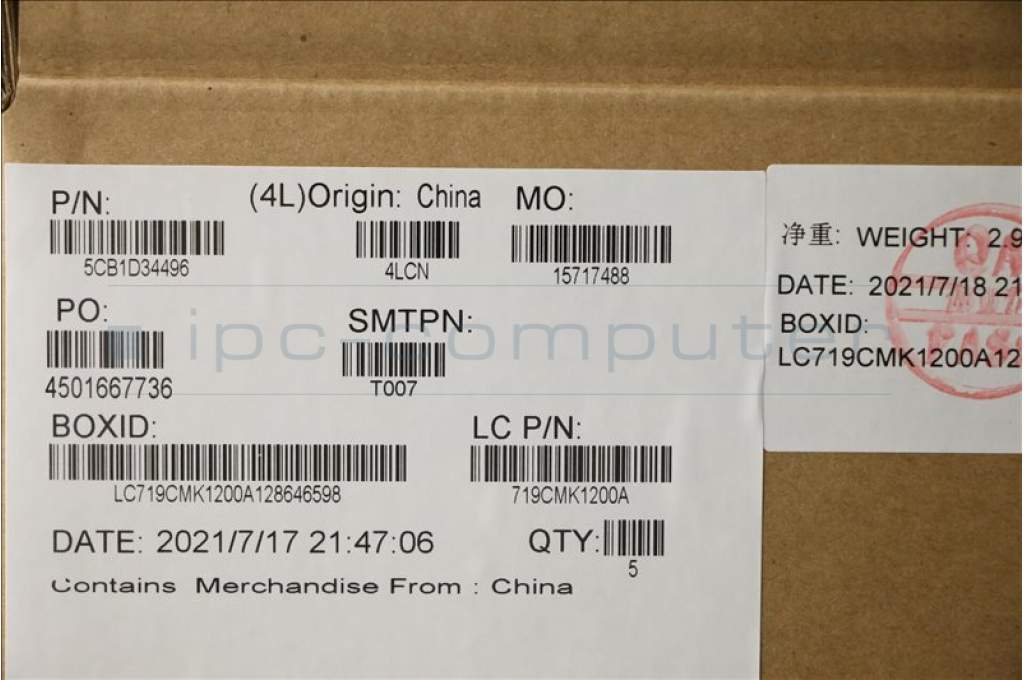 P/N:
(4L)Origin: China
MO:
5CB1D34496
4LCN
15717488
PO:
SMTPN:
4501667736
T007
BOXID:
LC P/N:
LC719CMK1200A128646598
719CMK1200A
DATE: 2021/7/17 21:47:06
QTY:
5
Contains Merchandise From : China
净重: WEIGHT: 2.9
DATE: 2021/7/18 21
BOXID:
LC719CMK1200A12
QA
ipc-computer